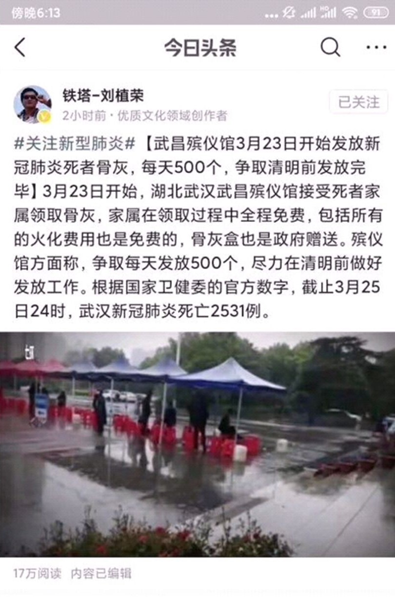 傍晚6:13
91
今日头条
铁塔-刘植荣
2小时前·优质文化领域创作者
已关注
#关注新型肺炎#【武昌殡仪馆3月23日开始发放新
冠肺炎死者骨灰，每天500个，争取清明前发放完
毕】3月23日开始，湖北武汉武昌殡仪馆接受死者家
属领取骨灰，家属在领取过程中全程免费，包括所有
的火化费用也是免费的，骨灰盒也是政府赠送。殡仪
馆方面称，争取每天发放500个，尽力在清明前做好
发放工作。根据国家卫健委的官方数字，截止3月25
日24时，武汉新冠肺炎死亡2531例。
17万阅读 内容已编辑